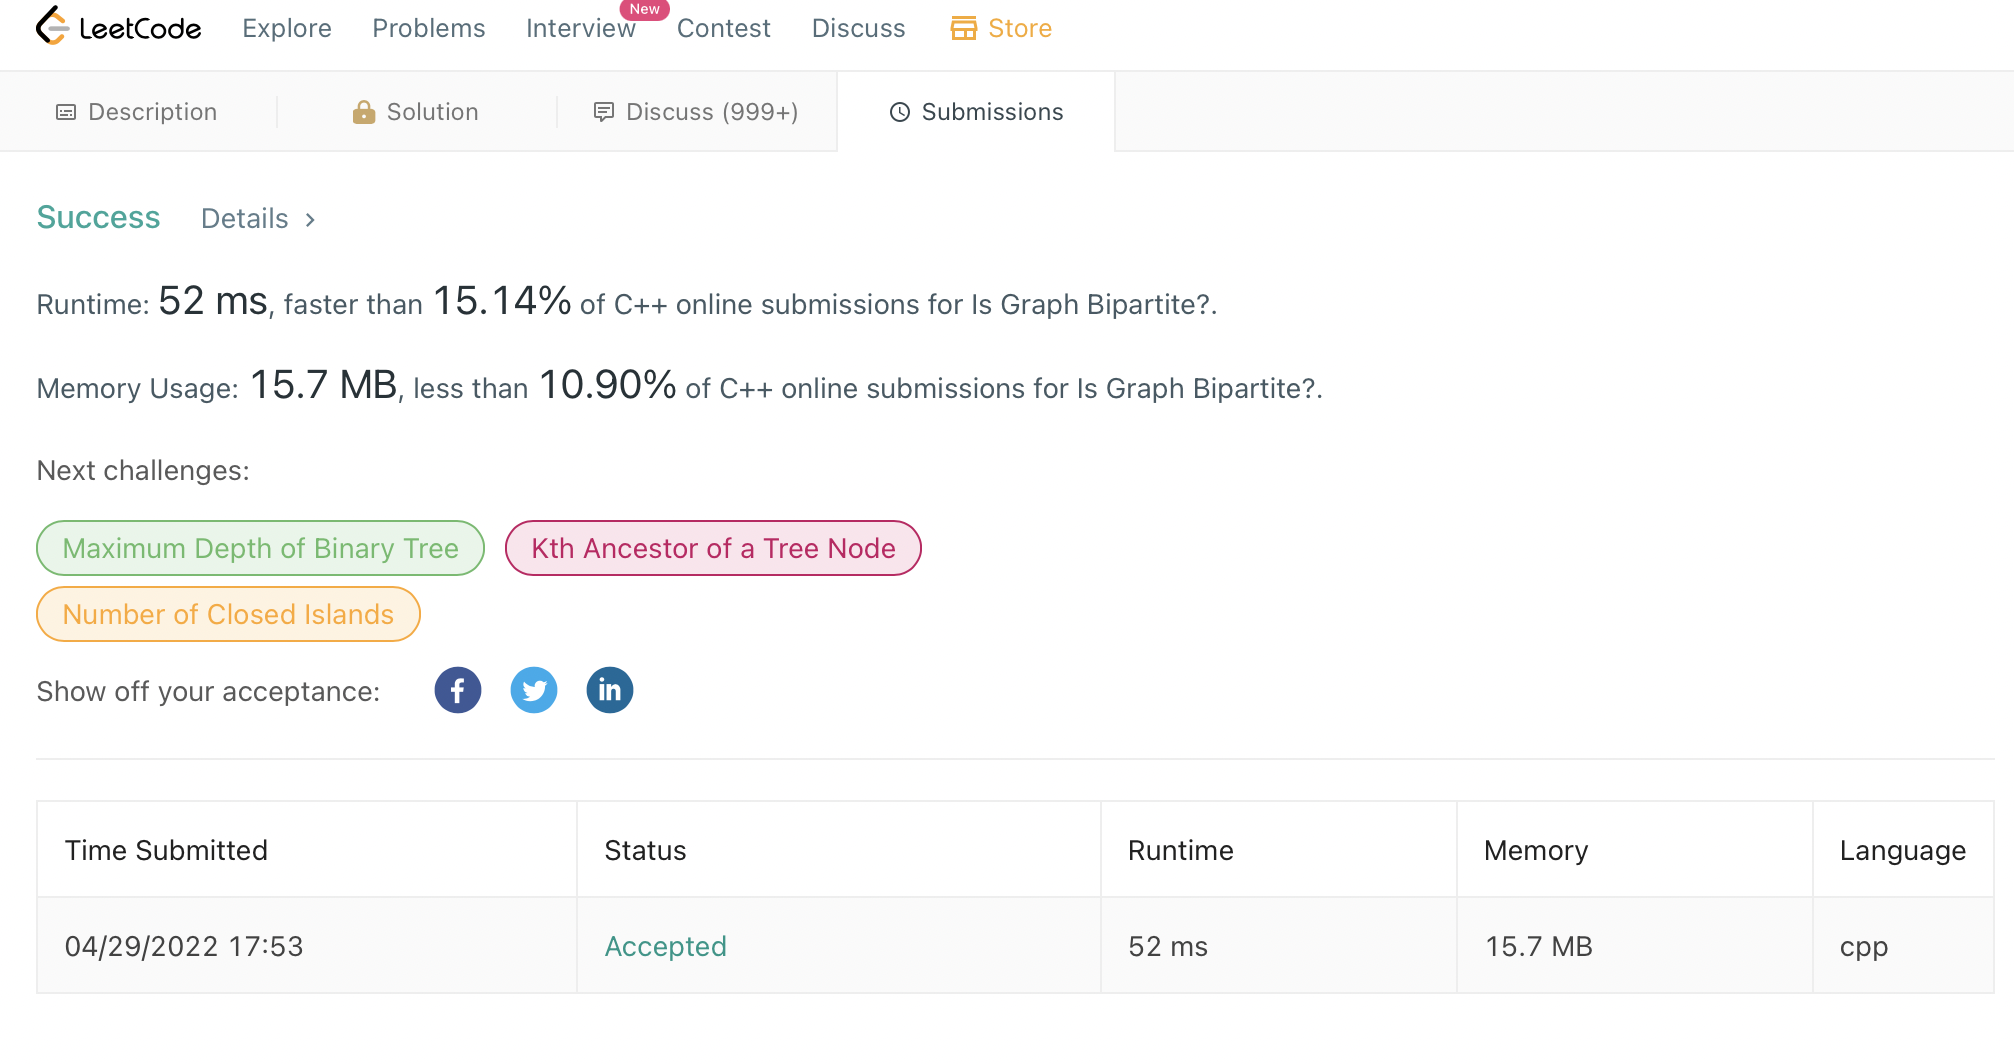 LeetCode Explore Problems Interview New Contest Discuss Store
Description Solution Discuss (999+) Submissions
Success Details >
Runtime: 52 ms, faster than 15.14% of C++ online submissions for Is Graph Bipartite?.
Memory Usage: 15.7 MB, less than 10.90% of C++ online submissions for Is Graph Bipartite?.
Next challenges:
Maximum Depth of Binary Tree Kth Ancestor of a Tree Node
Number of Closed Islands
Show off your acceptance: f in
Time Submitted Status Runtime Memory Language
04/29/2022 17:53 Accepted 52 ms 15.7 MB cpp